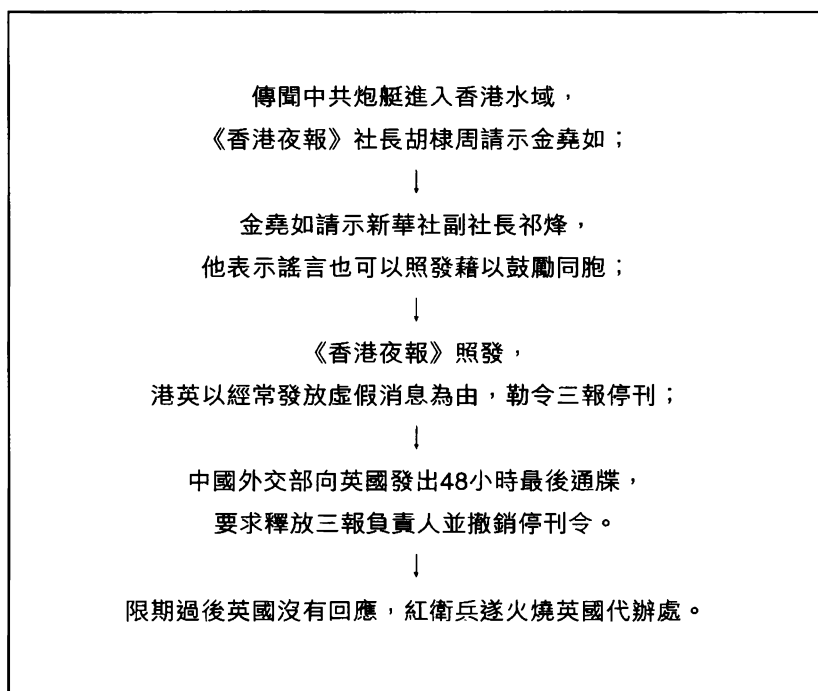 傳聞中共炮艇進入香港水域，
《香港夜報》社長胡棣周請示金堯如；
↓
金堯如請示新華社副社長祁烽，
他表示謠言也可以照發藉以鼓勵同胞；
↓
《香港夜報》照發，
港英以經常發放虛假消息為由，勒令三報停刊；
↓
中國外交部向英國發出48小時最後通牒，
要求釋放三報負責人並撤銷停刊令。
↓
限期過後英國沒有回應，紅衛兵遂火燒英國代辦處。